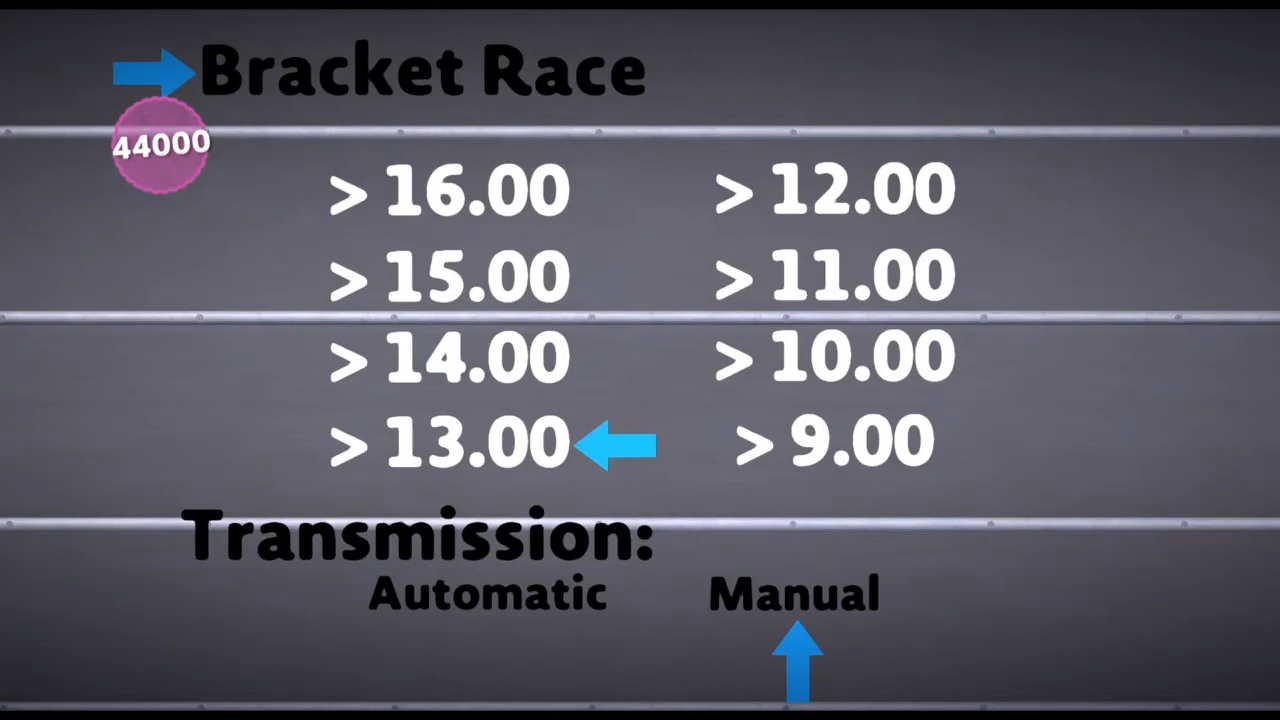 Bracket Race
44000
> 16.00 > 12.00
> 15.00 > 11.00
> 14.00 > 10.00
> 13.00 > 9.00
Transmission:
Automatic Manual